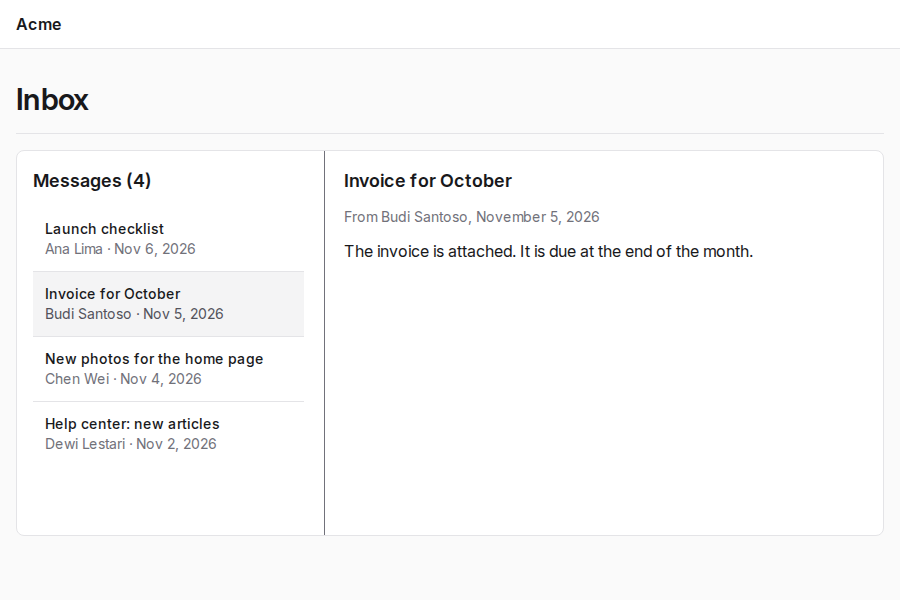 Acme
Inbox
Messages (4)
Launch checklist
Ana Lima · Nov 6, 2026
Invoice for October
Budi Santoso · Nov 5, 2026
New photos for the home page
Chen Wei · Nov 4, 2026
Help center: new articles
Dewi Lestari · Nov 2, 2026
Invoice for October
From Budi Santoso, November 5, 2026
The invoice is attached. It is due at the end of the month.